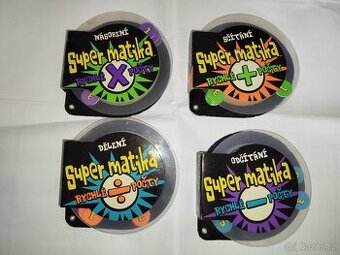 NÁSOBENÍ
Super matika
RYCHLÉ X POČTY
SČÍTÁNÍ
Super matika
RYCHLÉ + POČTY
DĚLENÍ
Super matika
RYCHLÉ ÷ POČTY
ODČÍTÁNÍ
Super matika
RYCHLÉ - POČTY